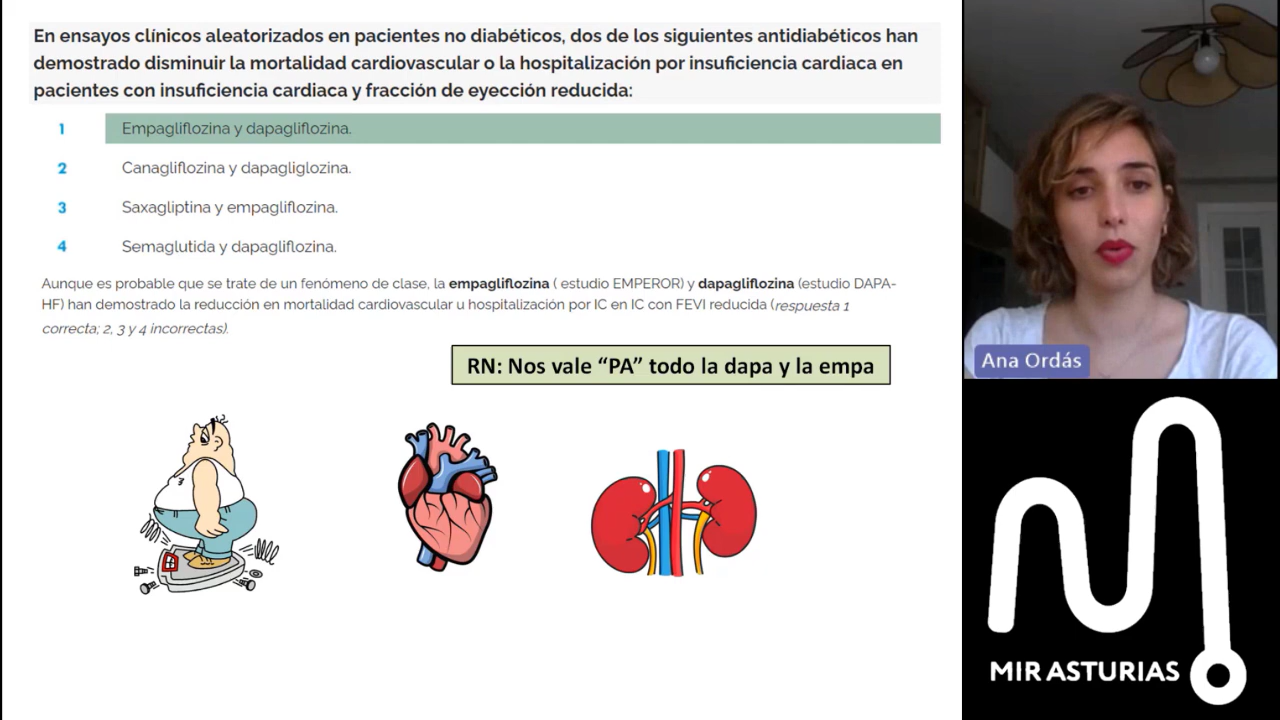 En ensayos clínicos aleatorizados en pacientes no diabéticos, dos de los siguientes antidiabéticos han
demostrado disminuir la mortalidad cardiovascular o la hospitalización por insuficiencia cardiaca en
pacientes con insuficiencia cardiaca y fracción de eyección reducida:
1 Empagliflozina y dapagliflozina.
2 Canagliflozina y dapagliglozina.
3 Saxagliptina y empagliflozina.
4 Semaglutida y dapagliflozina.
Aunque es probable que se trate de un fenómeno de clase, la empagliflozina ( estudio EMPEROR) y dapagliflozina (estudio DAPA-
HF) han demostrado la reducción en mortalidad cardiovascular u hospitalización por IC en IC con FEVI reducida (respuesta 1
correcta; 2, 3 y 4 incorrectas).
RN: Nos vale “PA” todo la dapa y la empa
Ana Ordás
MIR ASTURIAS